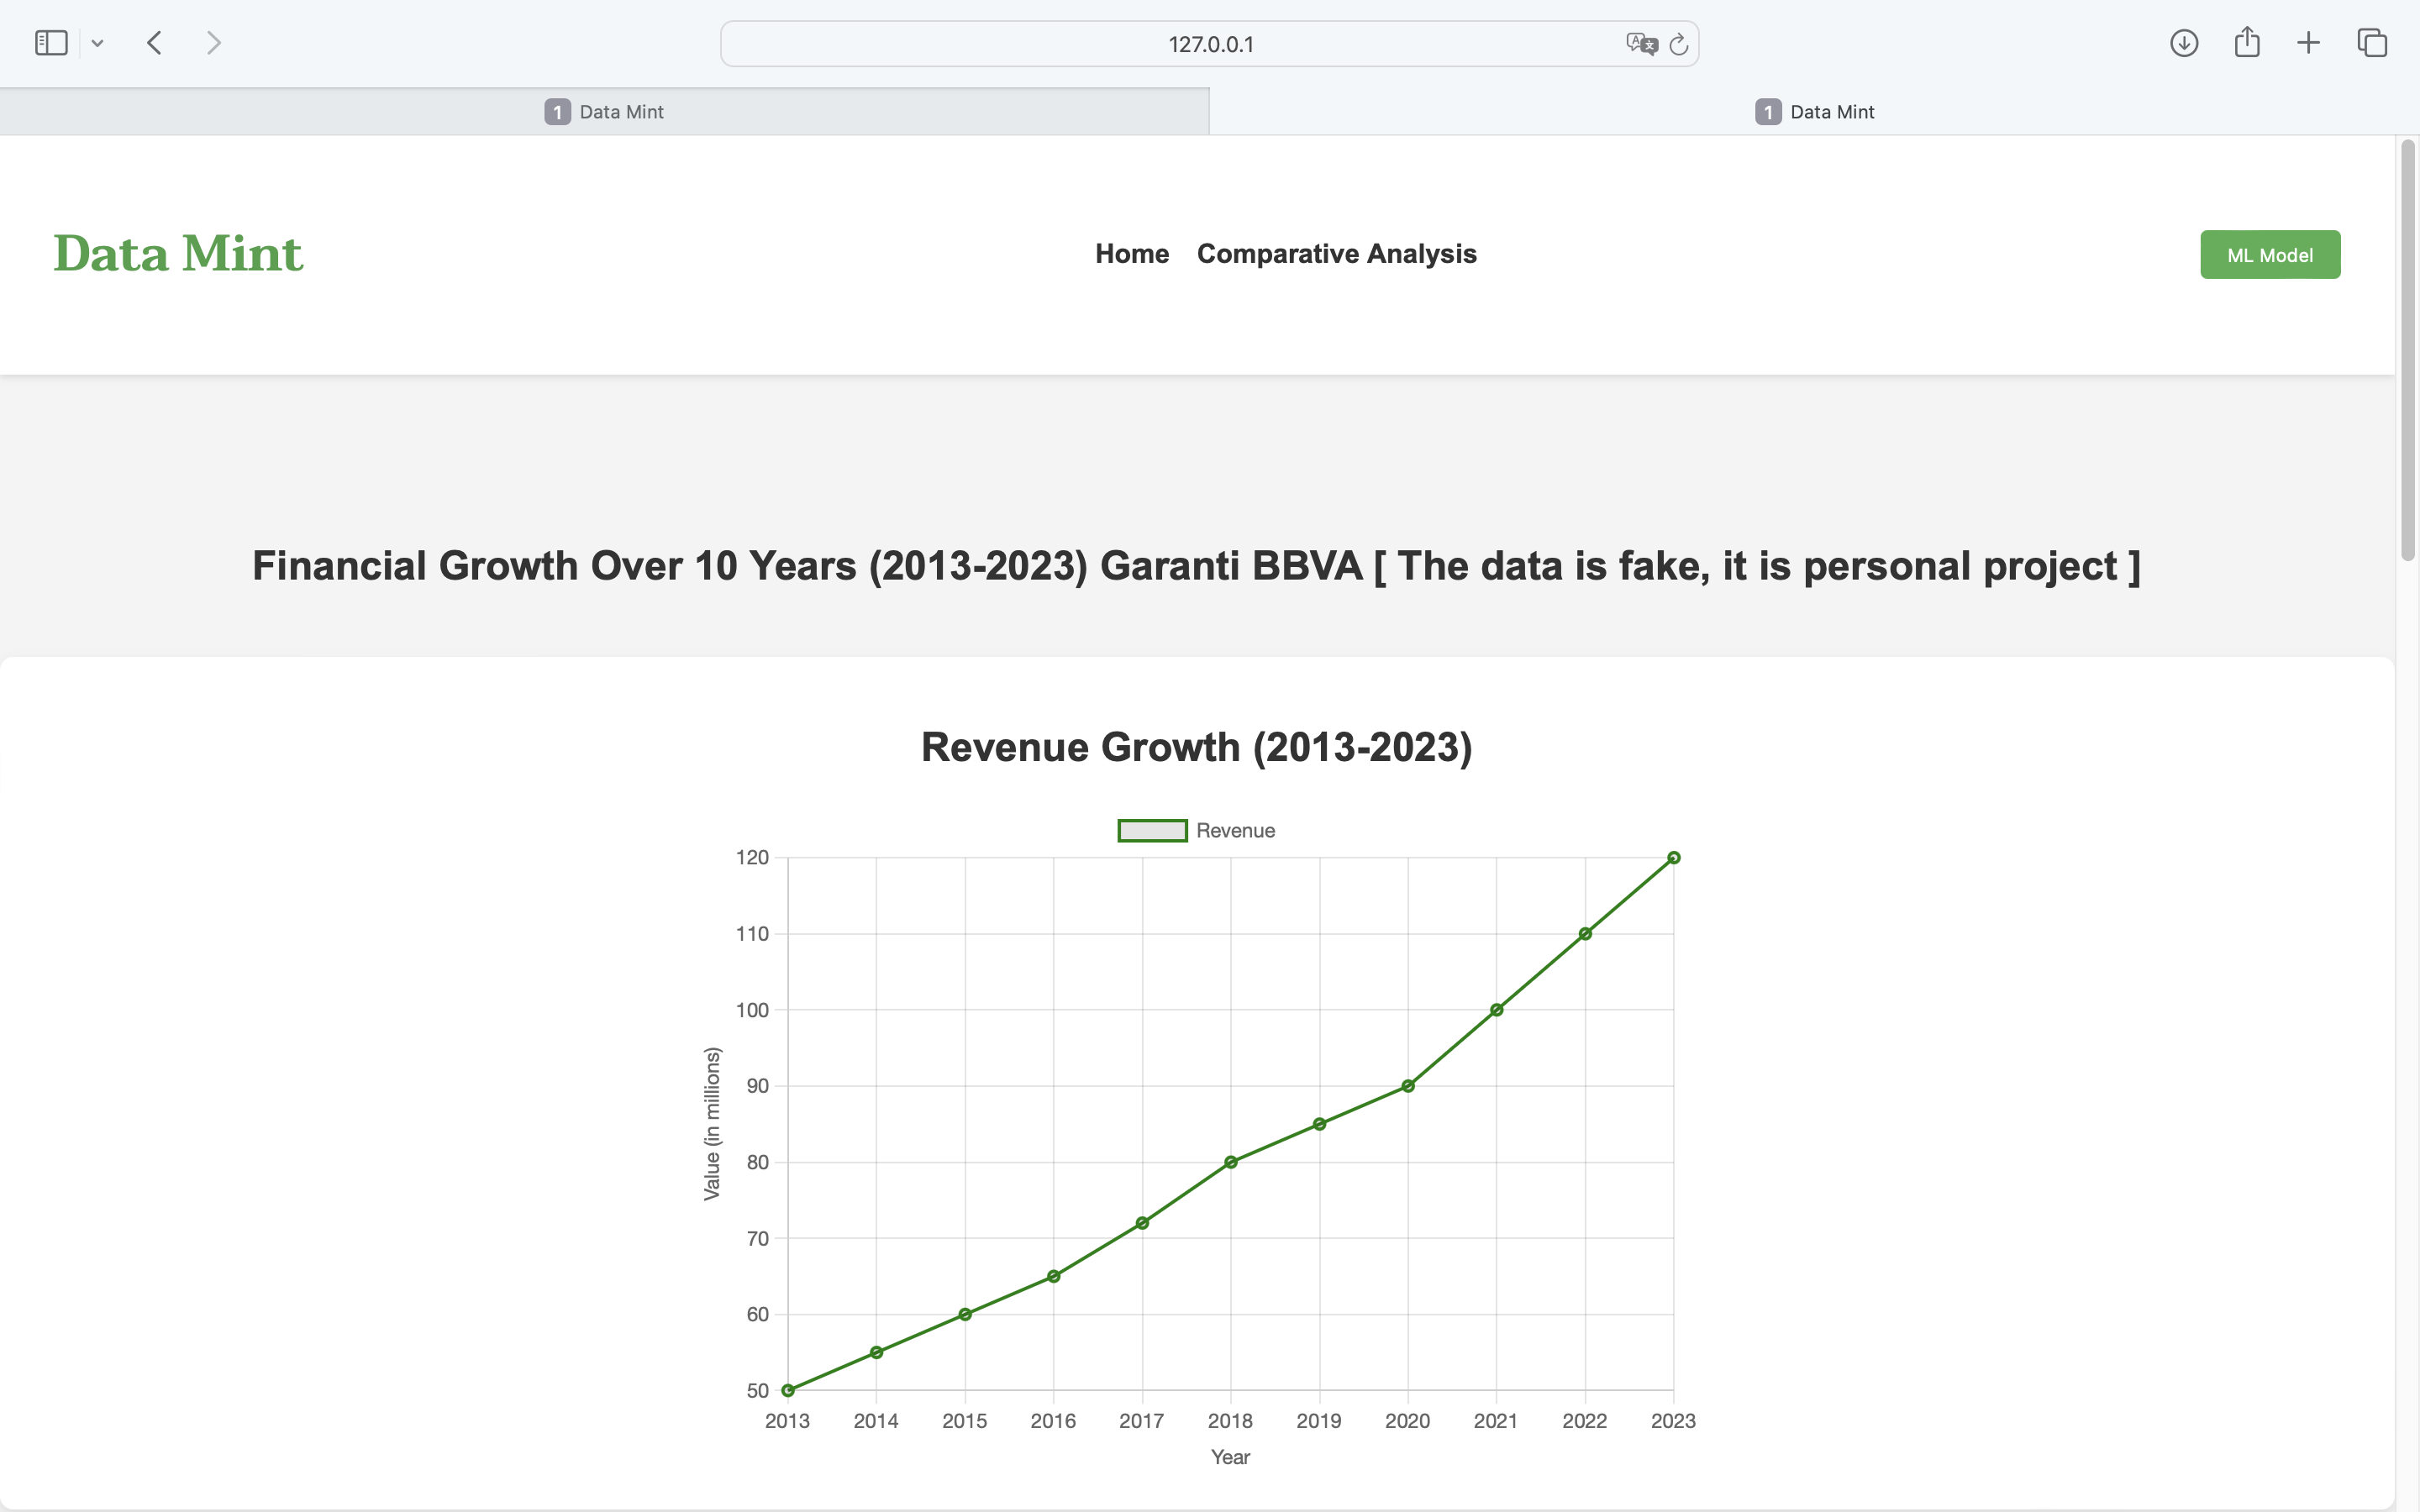 127.0.0.1
1 Data Mint
1 Data Mint
Data Mint
Home Comparative Analysis
ML Model
Financial Growth Over 10 Years (2013-2023) Garanti BBVA [ The data is fake, it is personal project ]
Revenue Growth (2013-2023)
Revenue
120
110
100
90
80
70
60
50
Value (in millions)
2013 2014 2015 2016 2017 2018 2019 2020 2021 2022 2023
Year